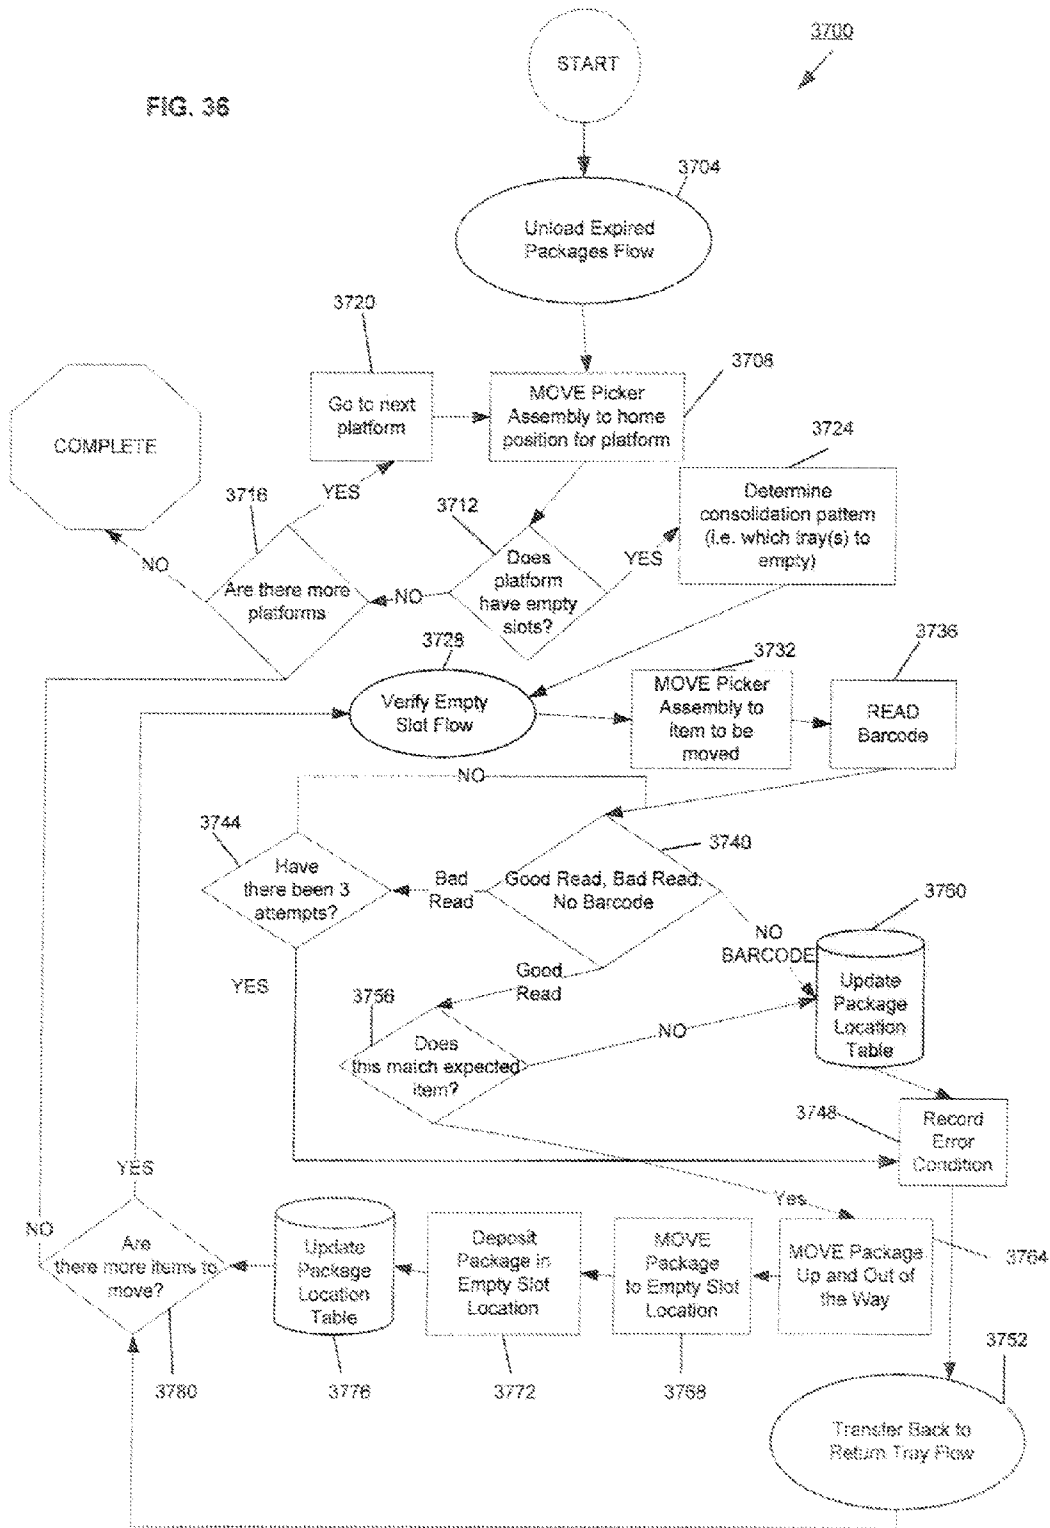 3700
START
FIG. 36
3704
Unload Expired
Packages Flow
3720
3708
Go to next
platform
MOVE Picker
Assembly to home
position for platform
COMPLETE
3724
Determine
consolidation pattern
(i.e. which tray(s) to
empty)
3716
YES
3712
YES
NO
Are there more
platforms
NO
Does
platform
have empty
slots?
3728
Verify Empty
Slot Flow
3732
MOVE Picker
Assembly to
item to be
moved
3736
READ
Barcode
NO
3744
Have
there been 3
attempts?
Bad
Read
3740
Good Read, Bad Read,
No Barcode
NO
BARCODE
3750
Update
Package
Location
Table
YES
Good
Read
3756
Does
this match expected
item?
NO
3748
Record
Error
Condition
YES
NO
Yes
Are
there more items to
move?
Update
Package
Location
Table
Deposit
Package in
Empty Slot
Location
MOVE
Package
to Empty Slot
Location
MOVE Package
Up and Out of
the Way
3764
3780
3776
3772
3768
3752
Transfer Back to
Return Tray Flow